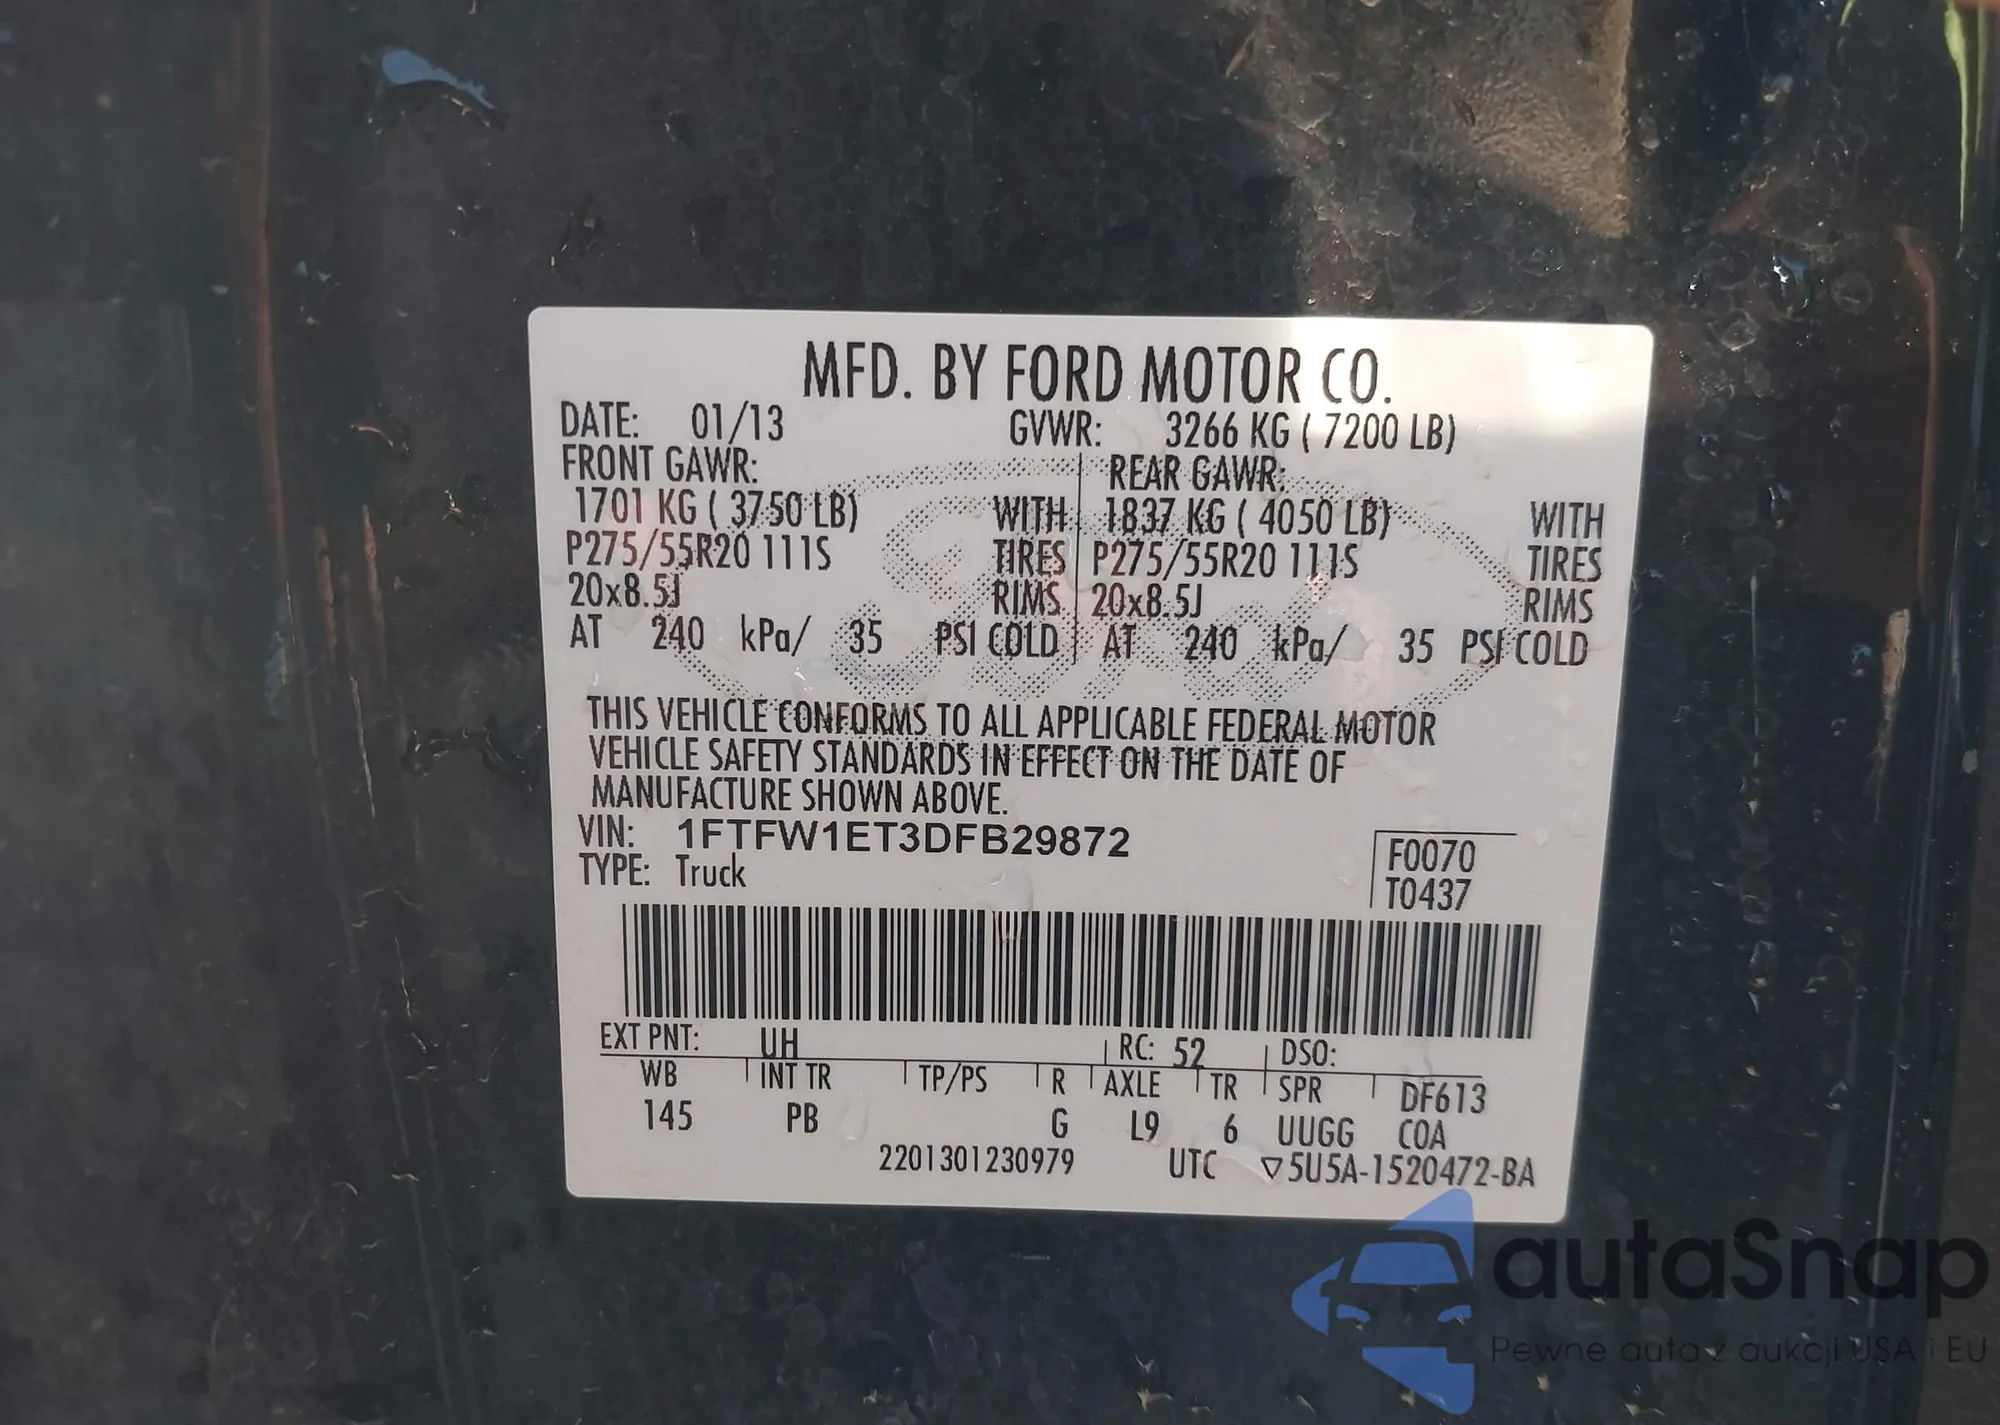 MFD. BY FORD MOTOR CO.
DATE: 01/13 GVWR: 3266 KG ( 7200 LB)
FRONT GAWR: REAR GAWR:
1701 KG ( 3750 LB) WITH 1837 KG ( 4050 LB) WITH
P275/55R20 111S TIRES P275/55R20 111S TIRES
20x8.5J RIMS 20x8.5J RIMS
AT 240 kPa/ 35 PSI COLD AT 240 kPa/ 35 PSI COLD
THIS VEHICLE CONFORMS TO ALL APPLICABLE FEDERAL MOTOR
VEHICLE SAFETY STANDARDS IN EFFECT ON THE DATE OF
MANUFACTURE SHOWN ABOVE.
VIN: 1FTFW1ET3DFB29872
TYPE: Truck
F0070
T0437
EXT PNT: UH RC: 52 DSO:
WB INT TR TP/PS R AXLE TR SPR DF613
145 PB G L9 6 UUGG COA
2201301230979 UTC ▽5U5A-1520472-BA
autaSnap
Pewne auta z aukcji USA i EU